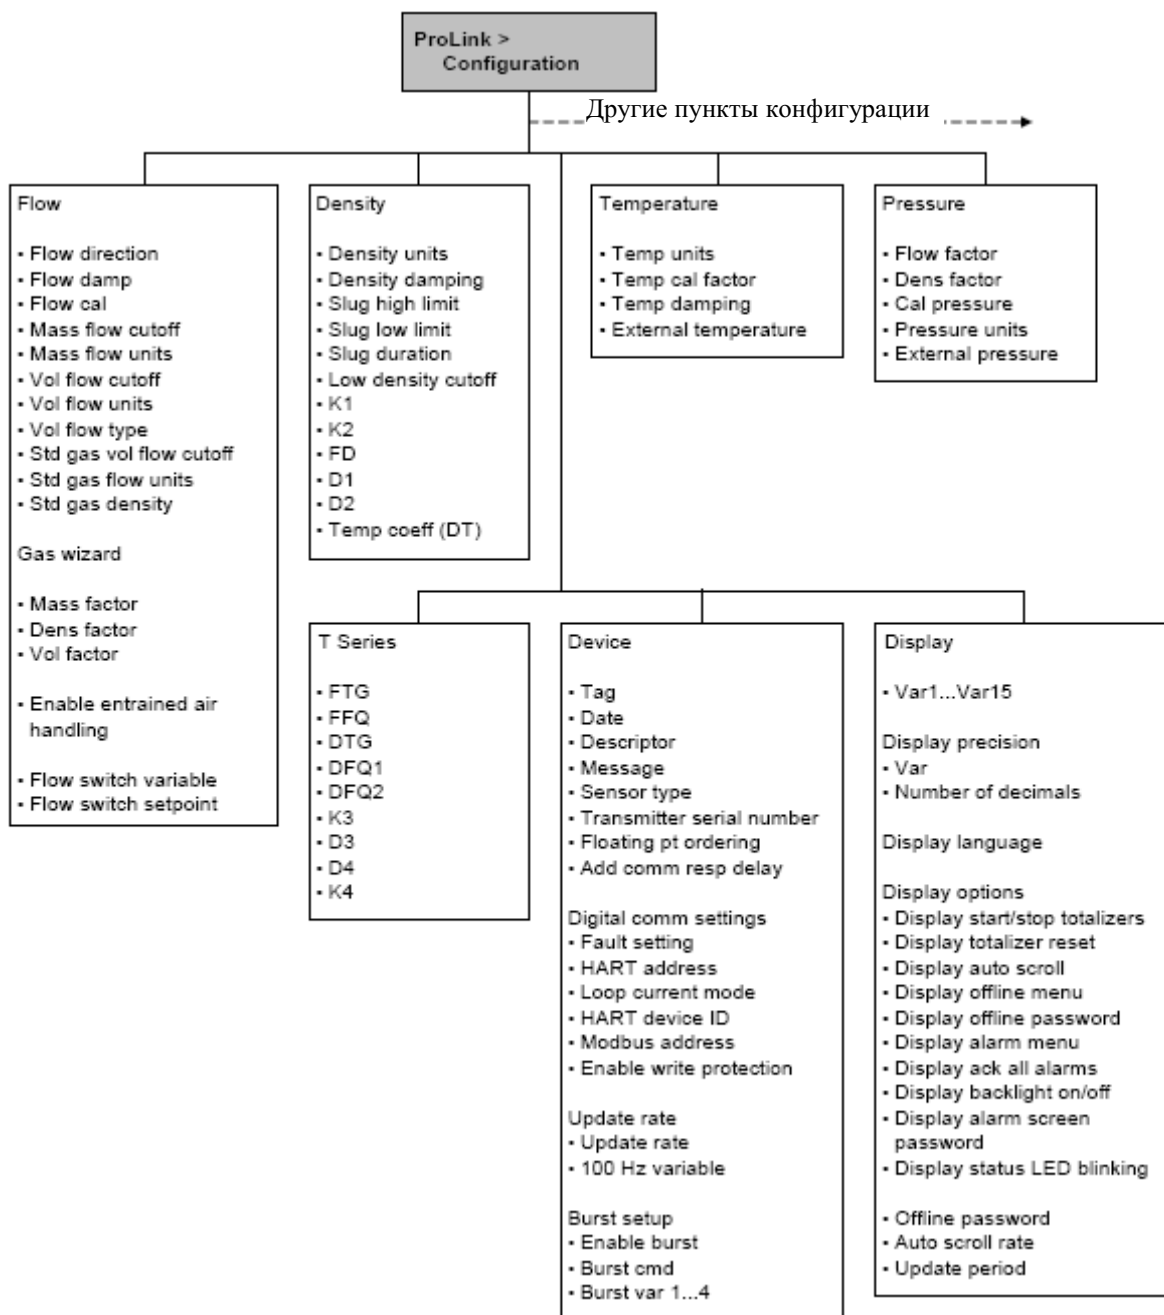 ProLink >
Configuration
Другие пункты конфигурации
Flow
▪ Flow direction
▪ Flow damp
▪ Flow cal
▪ Mass flow cutoff
▪ Mass flow units
▪ Vol flow cutoff
▪ Vol flow units
▪ Vol flow type
▪ Std gas vol flow cutoff
▪ Std gas flow units
▪ Std gas density
Gas wizard
▪ Mass factor
▪ Dens factor
▪ Vol factor
▪ Enable entrained air
handling
▪ Flow switch variable
▪ Flow switch setpoint
Density
▪ Density units
▪ Density damping
▪ Slug high limit
▪ Slug low limit
▪ Slug duration
▪ Low density cutoff
▪ K1
▪ K2
▪ FD
▪ D1
▪ D2
▪ Temp coeff (DT)
Temperature
▪ Temp units
▪ Temp cal factor
▪ Temp damping
▪ External temperature
Pressure
▪ Flow factor
▪ Dens factor
▪ Cal pressure
▪ Pressure units
▪ External pressure
T Series
▪ FTG
▪ FFQ
▪ DTG
▪ DFQ1
▪ DFQ2
▪ K3
▪ D3
▪ D4
▪ K4
Device
▪ Tag
▪ Date
▪ Descriptor
▪ Message
▪ Sensor type
▪ Transmitter serial number
▪ Floating pt ordering
▪ Add comm resp delay
Digital comm settings
▪ Fault setting
▪ HART address
▪ Loop current mode
▪ HART device ID
▪ Modbus address
▪ Enable write protection
Update rate
▪ Update rate
▪ 100 Hz variable
Burst setup
▪ Enable burst
▪ Burst cmd
▪ Burst var 1...4
Display
▪ Var1...Var15
Display precision
▪ Var
▪ Number of decimals
Display language
Display options
▪ Display start/stop totalizers
▪ Display totalizer reset
▪ Display auto scroll
▪ Display offline menu
▪ Display offline password
▪ Display alarm menu
▪ Display ack all alarms
▪ Display backlight on/off
▪ Display alarm screen
password
▪ Display status LED blinking
▪ Offline password
▪ Auto scroll rate
▪ Update period